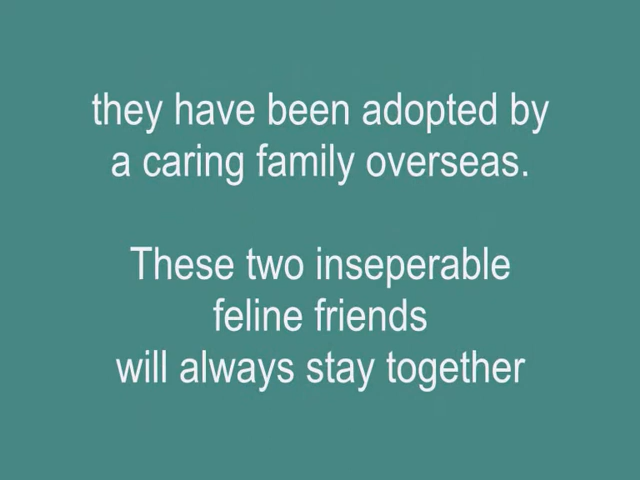 they have been adopted by
a caring family overseas.
These two inseperable
feline friends
will always stay together